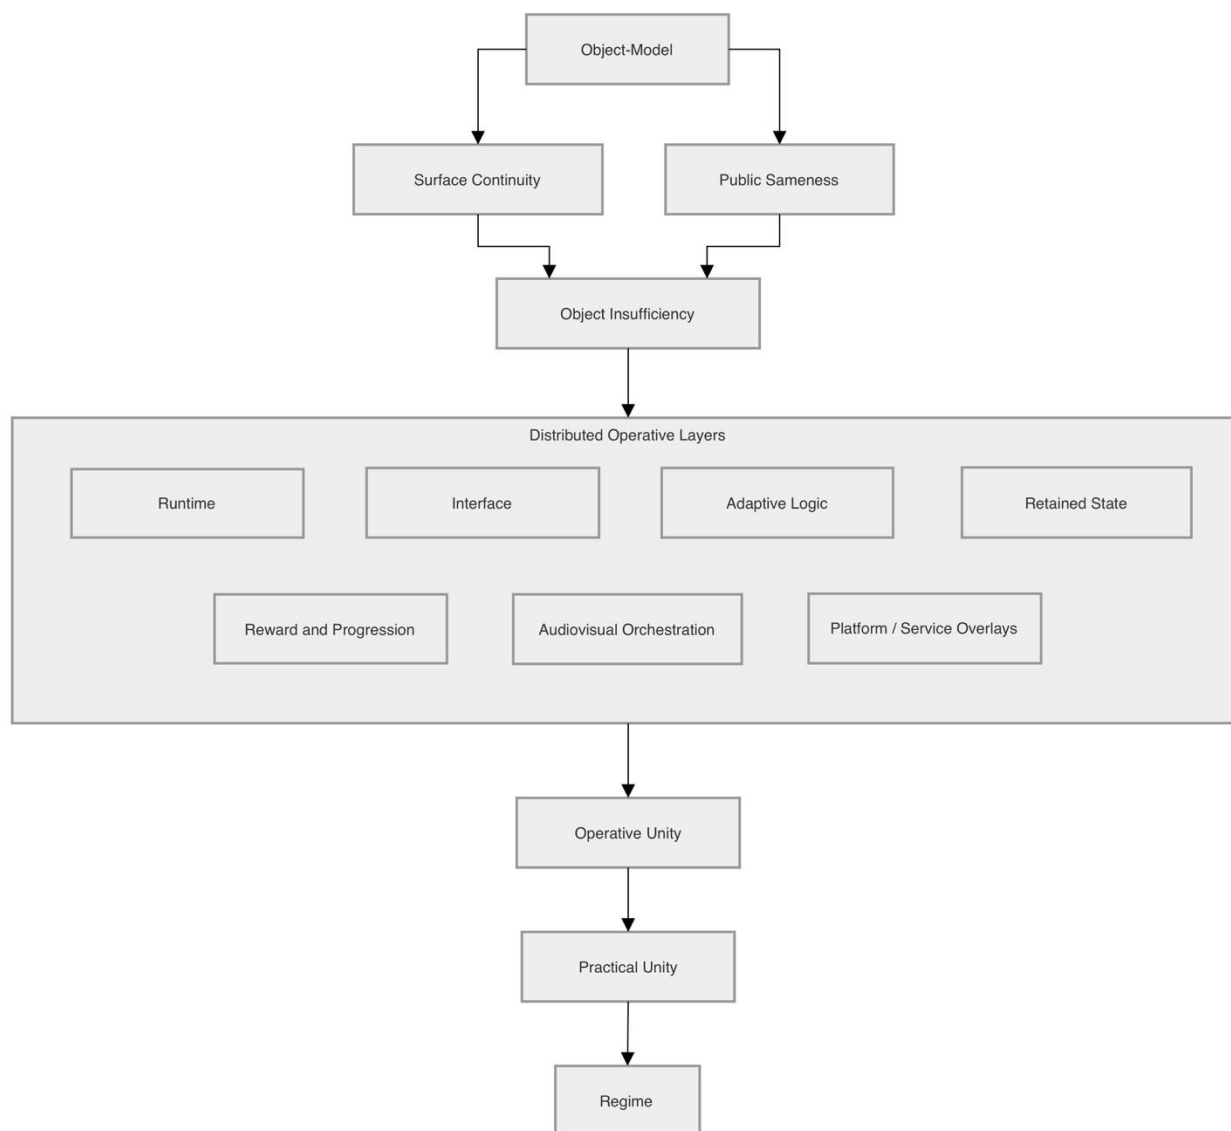 Object-Model
Surface Continuity
Public Sameness
Object Insufficiency
Distributed Operative Layers
Runtime
Interface
Adaptive Logic
Retained State
Reward and Progression
Audiovisual Orchestration
Platform / Service Overlays
Operative Unity
Practical Unity
Regime